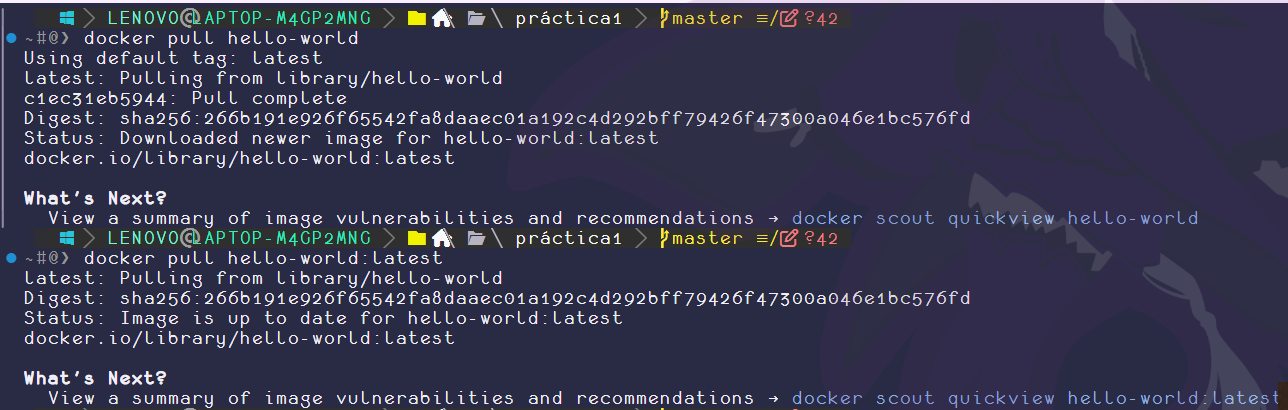 LENOVO@LAPTOP-M4GP2MNG \ práctica1 master ≡/ ?42
~#@❯ docker pull hello-world
Using default tag: latest
latest: Pulling from library/hello-world
c1ec31eb5944: Pull complete
Digest: sha256:266b191e926f65542fa8daaec01a192c4d292bff79426f47300a046e1bc576fd
Status: Downloaded newer image for hello-world:latest
docker.io/library/hello-world:latest
What's Next?
View a summary of image vulnerabilities and recommendations → docker scout quickview hello-world
LENOVO@LAPTOP-M4GP2MNG \ práctica1 master ≡/ ?42
~#@❯ docker pull hello-world:latest
latest: Pulling from library/hello-world
Digest: sha256:266b191e926f65542fa8daaec01a192c4d292bff79426f47300a046e1bc576fd
Status: Image is up to date for hello-world:latest
docker.io/library/hello-world:latest
What's Next?
View a summary of image vulnerabilities and recommendations → docker scout quickview hello-world:latest